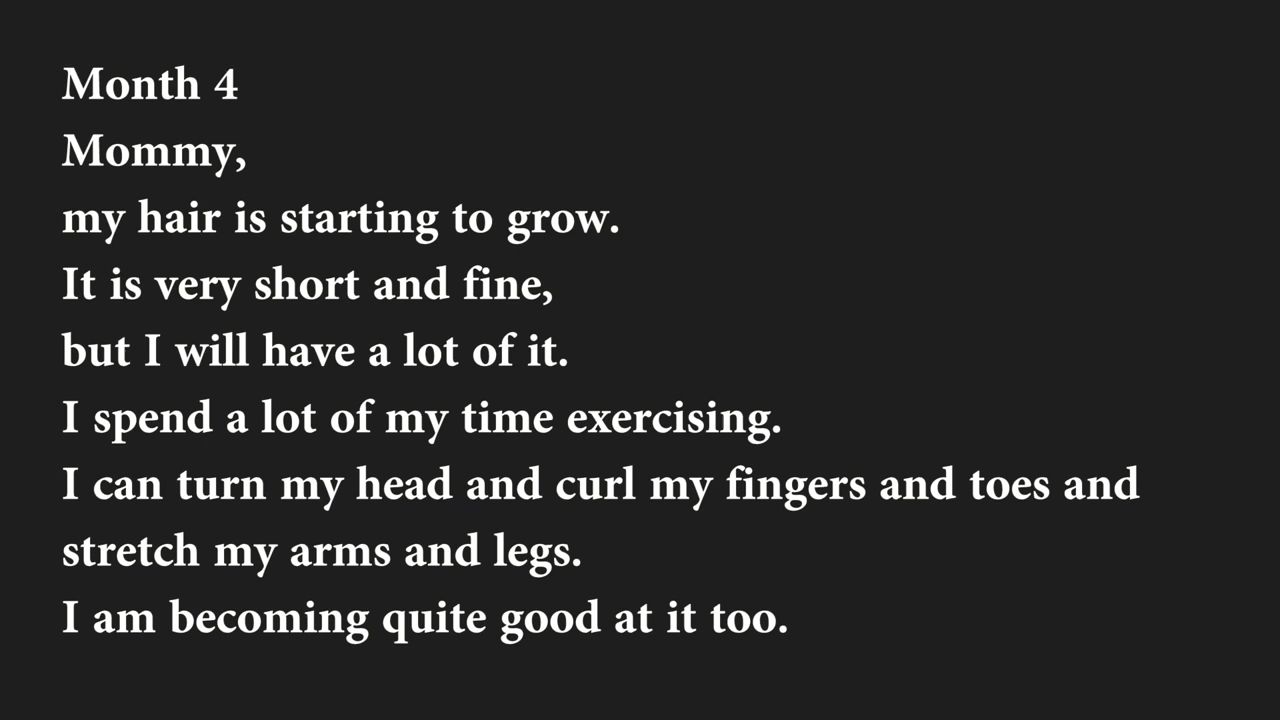 Month 4
Mommy,
my hair is starting to grow.
It is very short and fine,
but I will have a lot of it.
I spend a lot of my time exercising.
I can turn my head and curl my fingers and toes and
stretch my arms and legs.
I am becoming quite good at it too.